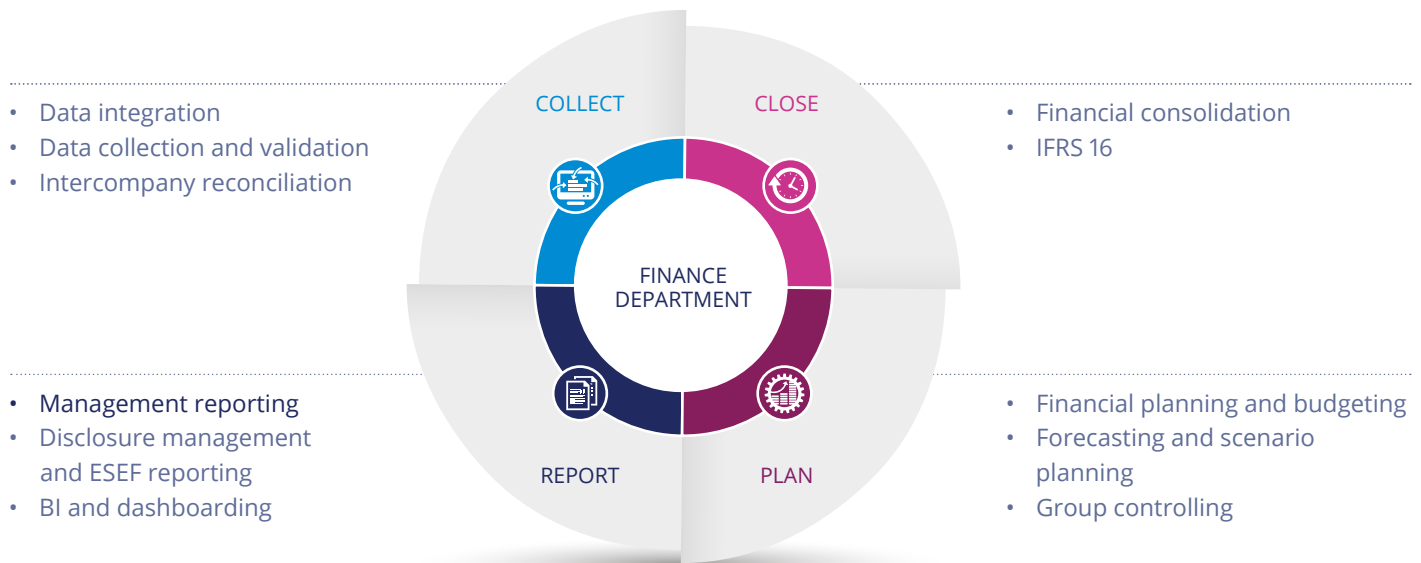 COLLECT
CLOSE
• Data integration
• Data collection and validation
• Intercompany reconciliation
• Financial consolidation
• IFRS 16
FINANCE
DEPARTMENT
• Management reporting
• Disclosure management
and ESEF reporting
• BI and dashboarding
REPORT
PLAN
• Financial planning and budgeting
• Forecasting and scenario
planning
• Group controlling